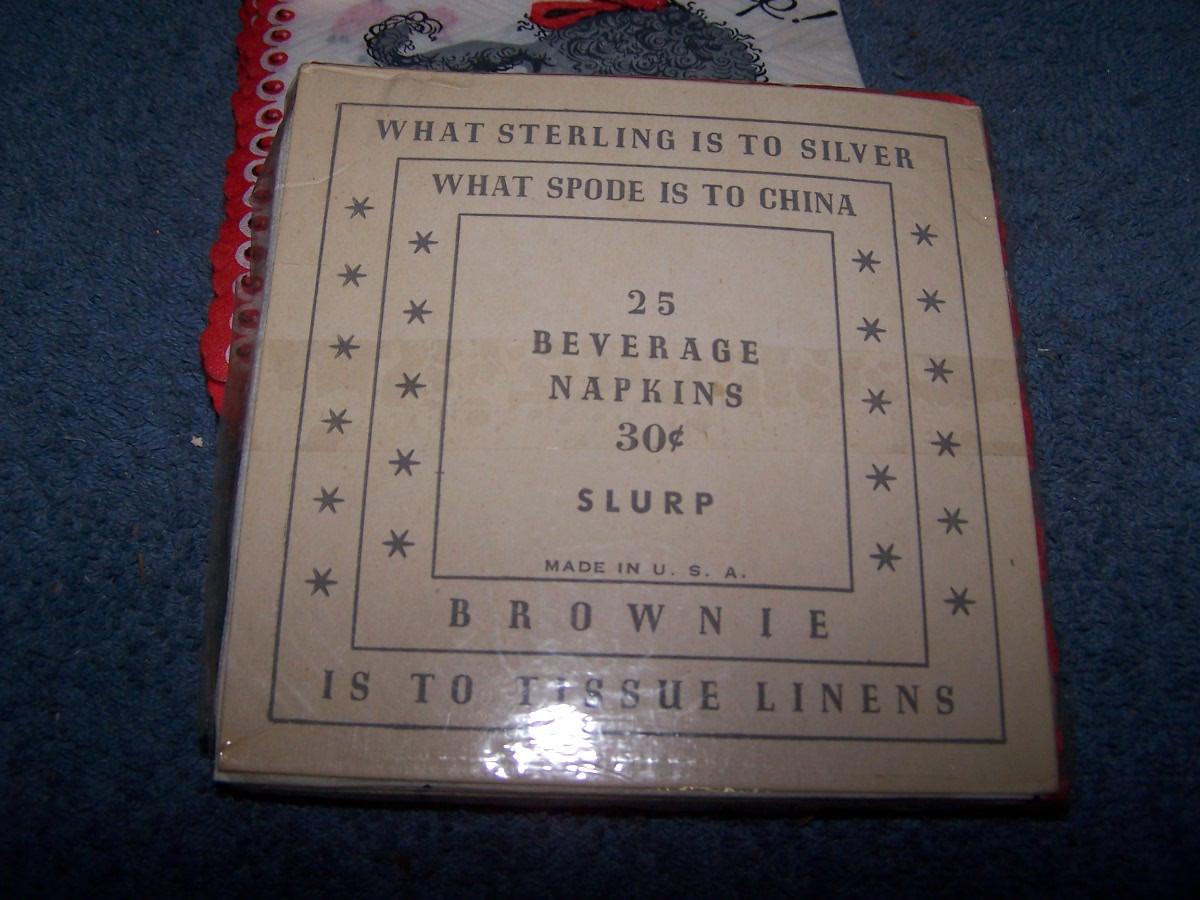 WHAT STERLING IS TO SILVER
WHAT SPODE IS TO CHINA
25
BEVERAGE
NAPKINS
30¢
SLURP
MADE IN U. S. A.
BROWNIE
IS TO TISSUE LINENS